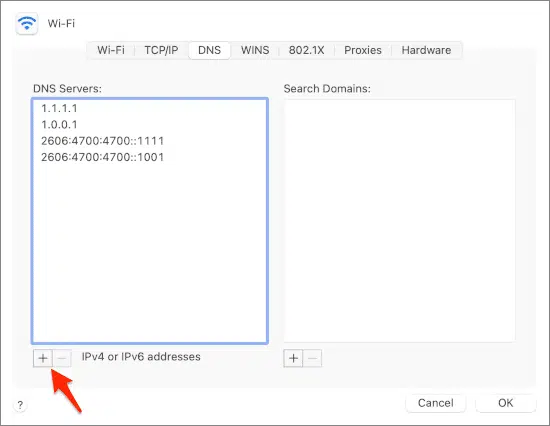 Wi-Fi
Wi-Fi TCP/IP DNS WINS 802.1X Proxies Hardware
DNS Servers: Search Domains:
1.1.1.1
1.0.0.1
2606:4700:4700::1111
2606:4700:4700::1001
+ − IPv4 or IPv6 addresses + −
? Cancel OK